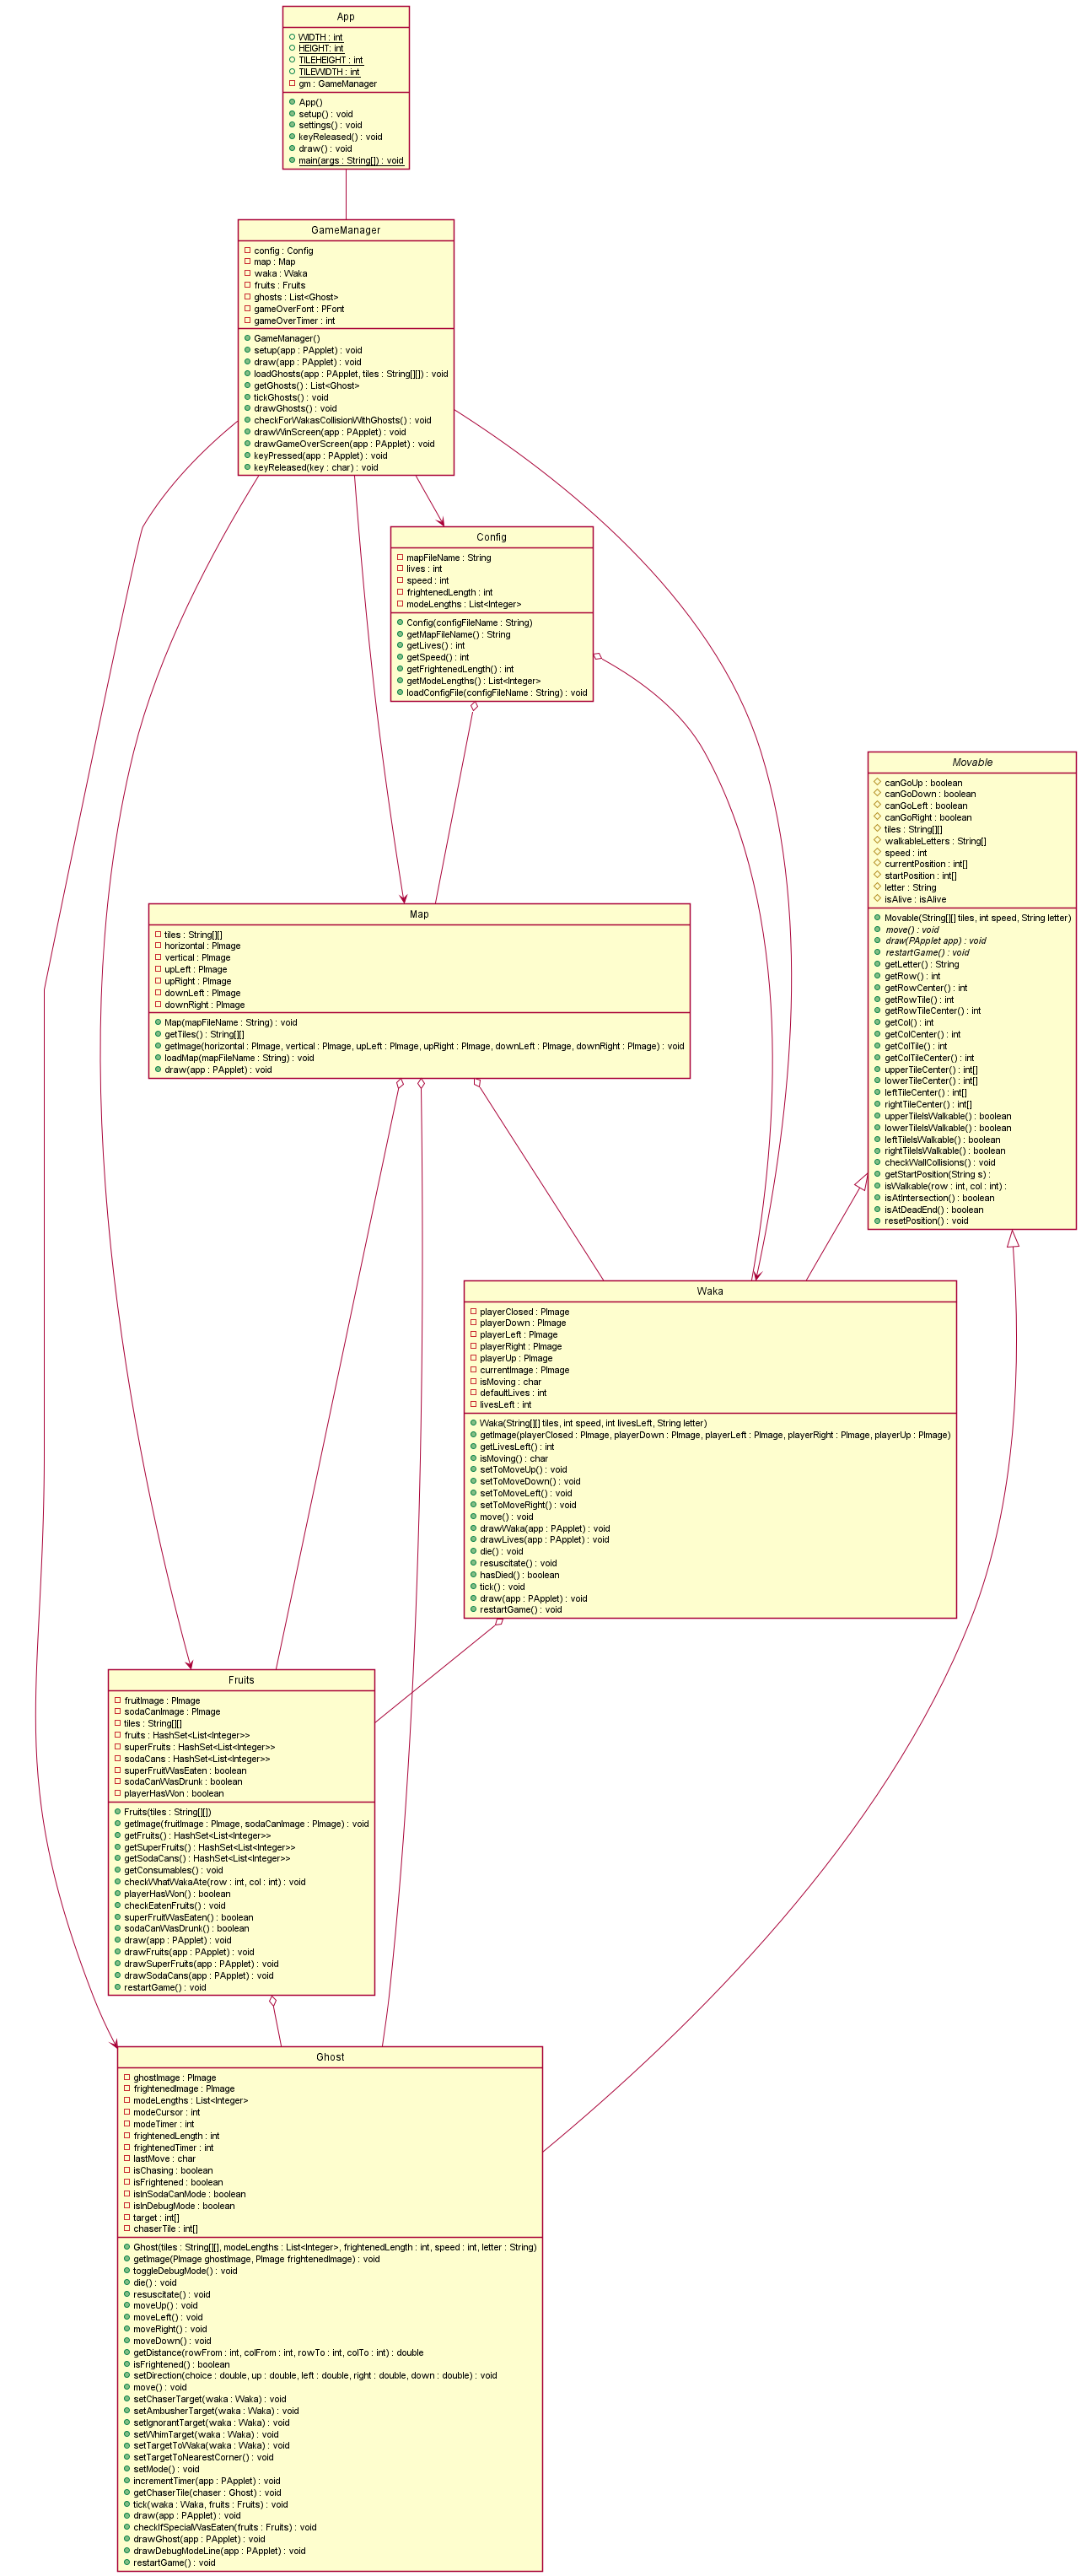 App
WIDTH : int
HEIGHT: int
TILEHEIGHT : int
TILEWIDTH : int
gm : GameManager
App()
setup() : void
settings() : void
keyReleased() : void
draw() : void
main(args : String[]) : void
GameManager
config : Config
map : Map
waka : Waka
fruits : Fruits
ghosts : List<Ghost>
gameOverFont : PFont
gameOverTimer : int
GameManager()
setup(app : PApplet) : void
draw(app : PApplet) : void
loadGhosts(app : PApplet, tiles : String[][]) : void
getGhosts() : List<Ghost>
tickGhosts() : void
drawGhosts() : void
checkForWakasCollisionWithGhosts() : void
drawWinScreen(app : PApplet) : void
drawGameOverScreen(app : PApplet) : void
keyPressed(app : PApplet) : void
keyReleased(key : char) : void
Config
mapFileName : String
lives : int
speed : int
frightenedLength : int
modeLengths : List<Integer>
Config(configFileName : String)
getMapFileName() : String
getLives() : int
getSpeed() : int
getFrightenedLength() : int
getModeLengths() : List<Integer>
loadConfigFile(configFileName : String) : void
Movable
canGoUp : boolean
canGoDown : boolean
canGoLeft : boolean
canGoRight : boolean
tiles : String[][]
walkableLetters : String[]
speed : int
currentPosition : int[]
startPosition : int[]
letter : String
isAlive : isAlive
Movable(String[][] tiles, int speed, String letter)
move() : void
draw(PApplet app) : void
restartGame() : void
getLetter() : String
getRow() : int
getRowCenter() : int
getRowTile() : int
getRowTileCenter() : int
getCol() : int
getColCenter() : int
getColTile() : int
getColTileCenter() : int
upperTileCenter() : int[]
lowerTileCenter() : int[]
leftTileCenter() : int[]
rightTileCenter() : int[]
upperTileIsWalkable() : boolean
lowerTileIsWalkable() : boolean
leftTileIsWalkable() : boolean
rightTileIsWalkable() : boolean
checkWallCollisions() : void
getStartPosition(String s) :
isWalkable(row : int, col : int) :
isAtIntersection() : boolean
isAtDeadEnd() : boolean
resetPosition() : void
Map
tiles : String[][]
horizontal : PImage
vertical : PImage
upLeft : PImage
upRight : PImage
downLeft : PImage
downRight : PImage
Map(mapFileName : String) : void
getTiles() : String[][]
getImage(horizontal : PImage, vertical : PImage, upLeft : PImage, upRight : PImage, downLeft : PImage, downRight : PImage) : void
loadMap(mapFileName : String) : void
draw(app : PApplet) : void
Waka
playerClosed : PImage
playerDown : PImage
playerLeft : PImage
playerRight : PImage
playerUp : PImage
currentImage : PImage
isMoving : char
defaultLives : int
livesLeft : int
Waka(String[][] tiles, int speed, int livesLeft, String letter)
getImage(playerClosed : PImage, playerDown : PImage, playerLeft : PImage, playerRight : PImage, playerUp : PImage)
getLivesLeft() : int
isMoving() : char
setToMoveUp() : void
setToMoveDown() : void
setToMoveLeft() : void
setToMoveRight() : void
move() : void
drawWaka(app : PApplet) : void
drawLives(app : PApplet) : void
die() : void
resuscitate() : void
hasDied() : boolean
tick() : void
draw(app : PApplet) : void
restartGame() : void
Fruits
fruitImage : PImage
sodaCanImage : PImage
tiles : String[][]
fruits : HashSet<List<Integer>>
superFruits : HashSet<List<Integer>>
sodaCans : HashSet<List<Integer>>
superFruitWasEaten : boolean
sodaCanWasDrunk : boolean
playerHasWon : boolean
Fruits(tiles : String[][])
getImage(fruitImage : PImage, sodaCanImage : PImage) : void
getFruits() : HashSet<List<Integer>>
getSuperFruits() : HashSet<List<Integer>>
getSodaCans() : HashSet<List<Integer>>
getConsumables() : void
checkWhatWakaAte(row : int, col : int) : void
playerHasWon() : boolean
checkEatenFruits() : void
superFruitWasEaten() : boolean
sodaCanWasDrunk() : boolean
draw(app : PApplet) : void
drawFruits(app : PApplet) : void
drawSuperFruits(app : PApplet) : void
drawSodaCans(app : PApplet) : void
restartGame() : void
Ghost
ghostImage : PImage
frightenedImage : PImage
modeLengths : List<Integer>
modeCursor : int
modeTimer : int
frightenedLength : int
frightenedTimer : int
lastMove : char
isChasing : boolean
isFrightened : boolean
isInSodaCanMode : boolean
isInDebugMode : boolean
target : int[]
chaserTile : int[]
Ghost(tiles : String[][], modeLengths : List<Integer>, frightenedLength : int, speed : int, letter : String)
getImage(PImage ghostImage, PImage frightenedImage) : void
toggleDebugMode() : void
die() : void
resuscitate() : void
moveUp() : void
moveLeft() : void
moveRight() : void
moveDown() : void
getDistance(rowFrom : int, colFrom : int, rowTo : int, colTo : int) : double
isFrightened() : boolean
setDirection(choice : double, up : double, left : double, right : double, down : double) : void
move() : void
setChaserTarget(waka : Waka) : void
setAmbusherTarget(waka : Waka) : void
setIgnorantTarget(waka : Waka) : void
setWhimTarget(waka : Waka) : void
setTargetToWaka(waka : Waka) : void
setTargetToNearestCorner() : void
setMode() : void
incrementTimer(app : PApplet) : void
getChaserTile(chaser : Ghost) : void
tick(waka : Waka, fruits : Fruits) : void
draw(app : PApplet) : void
checkIfSpecialWasEaten(fruits : Fruits) : void
drawGhost(app : PApplet) : void
drawDebugModeLine(app : PApplet) : void
restartGame() : void